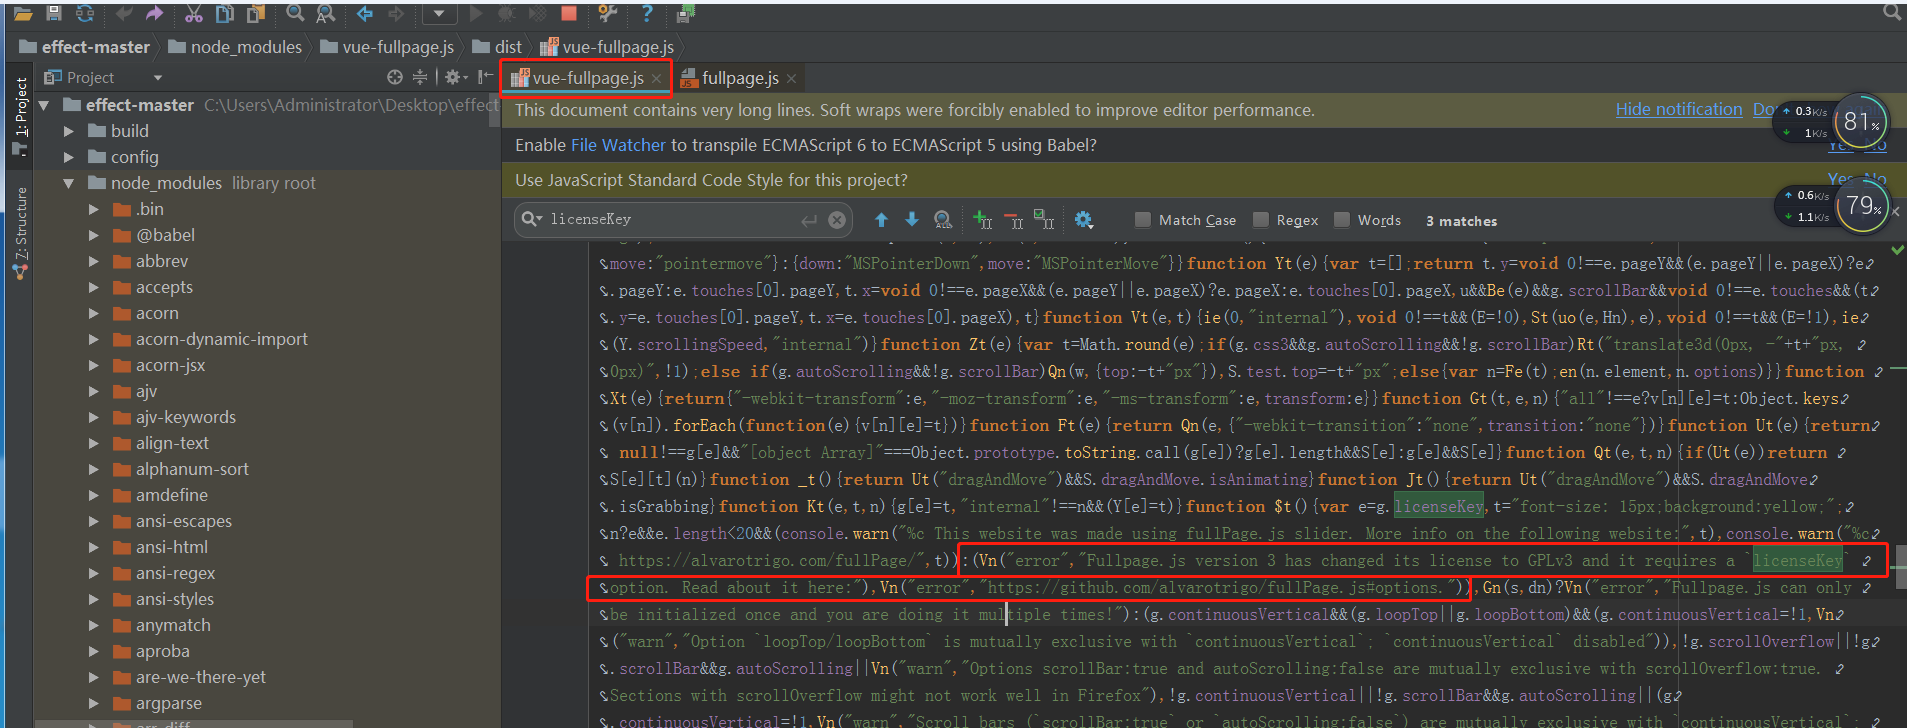 effect-master node_modules vue-fullpage.js dist vue-fullpage.js
Project
vue-fullpage.js × fullpage.js ×
1: Project
Z: Structure
effect-master C:\Users\Administrator\Desktop\effect
build
config
node_modules library root
.bin
@babel
abbrev
accepts
acorn
acorn-dynamic-import
acorn-jsx
ajv
ajv-keywords
align-text
alphanum-sort
amdefine
ansi-escapes
ansi-html
ansi-regex
ansi-styles
anymatch
aproba
are-we-there-yet
argparse
arr-diff
This document contains very long lines. Soft wraps were forcibly enabled to improve editor performance. Hide notification
0.3K/s
1K/s
81%
Enable File Watcher to transpile ECMAScript 6 to ECMAScript 5 using Babel? Yes No
Use JavaScript Standard Code Style for this project? Yes No
0.6K/s
1.1K/s
79%
licenseKey Match Case Regex Words 3 matches
move:"pointermove"}:{down:"MSPointerDown",move:"MSPointerMove"}}function Yt(e){var t=[];return t.y=void 0!==e.pageY&&(e.pageY||e.pageX)?e
.pageY:e.touches[0].pageY,t.x=void 0!==e.pageX&&(e.pageY||e.pageX)?e.pageX:e.touches[0].pageX,u&&Be(e)&&g.scrollBar&&void 0!==e.touches&&(t
.y=e.touches[0].pageY,t.x=e.touches[0].pageX),t}function Vt(e,t){ie(0,"internal"),void 0!==t&&(E=!0),St(uo(e,Hn),e),void 0!==t&&(E=!1),ie
(Y.scrollingSpeed,"internal")}function Zt(e){var t=Math.round(e);if(g.css3&&g.autoScrolling&&!g.scrollBar)Rt("translate3d(0px, -"+t+"px,
0px)",!1);else if(g.autoScrolling&&!g.scrollBar)Qn(w,{top:-t+"px"}),S.test.top=-t+"px";else{var n=Fe(t);en(n.element,n.options)}}function
Xt(e){return{"-webkit-transform":e,"-moz-transform":e,"-ms-transform":e,transform:e}}function Gt(t,e,n){"all"!==e?v[n][e]=t:Object.keys
(v[n]).forEach(function(e){v[n][e]=t})}function Ft(e){return Qn(e,{"-webkit-transition":"none",transition:"none"})}function Ut(e){return
null!==g[e]&&"[object Array]"===Object.prototype.toString.call(g[e])?g[e].length&&S[e]:g[e]&&S[e]}function Qt(e,t,n){if(Ut(e))return
S[e][t](n)}function _t(){return Ut("dragAndMove")&&S.dragAndMove.isAnimating}function Jt(){return Ut("dragAndMove")&&S.dragAndMove
.isGrabbing}function Kt(e,t,n){g[e]=t,"internal"!==n&&(Y[e]=t)}function $t(){var e=g.licenseKey,t="font-size: 15px;background:yellow;";
n?e&&e.length<20&&(console.warn("%c This website was made using fullPage.js slider. More info on the following website:",t),console.warn("%c
https://alvarotrigo.com/fullPage/",t)):(Vn("error","Fullpage.js version 3 has changed its license to GPLv3 and it requires a `licenseKey`
option. Read about it here:"),Vn("error","https://github.com/alvarotrigo/fullPage.js#options.")),Gn(s,dn)?Vn("error","Fullpage.js can only
be initialized once and you are doing it multiple times!"):(g.continuousVertical&&(g.loopTop||g.loopBottom)&&(g.continuousVertical=!1,Vn
("warn","Option `loopTop/loopBottom` is mutually exclusive with `continuousVertical`; `continuousVertical` disabled")),!g.scrollOverflow||!g
.scrollBar&&g.autoScrolling||Vn("warn","Options scrollBar:true and autoScrolling:false are mutually exclusive with scrollOverflow:true.
Sections with scrollOverflow might not work well in Firefox"),!g.continuousVertical||!g.scrollBar&&g.autoScrolling||(g
.continuousVertical=!1,Vn("warn","Scroll bars (`scrollBar:true` or `autoScrolling:false`) are mutually exclusive with `continuousVertical`;